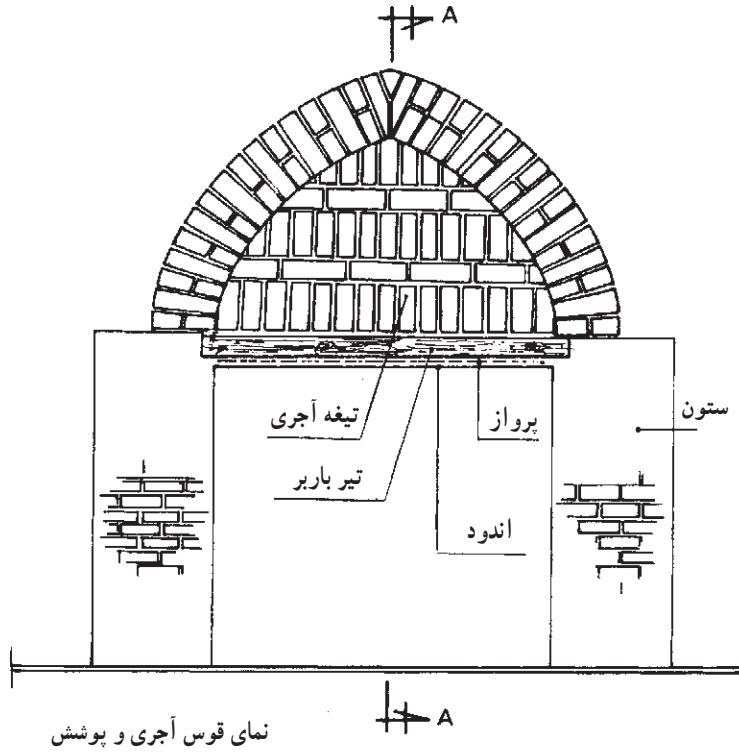 A
تیغه آجری
پرواز
ستون
تیر باربر
اندود
A
نمای قوس آجری و پوشش